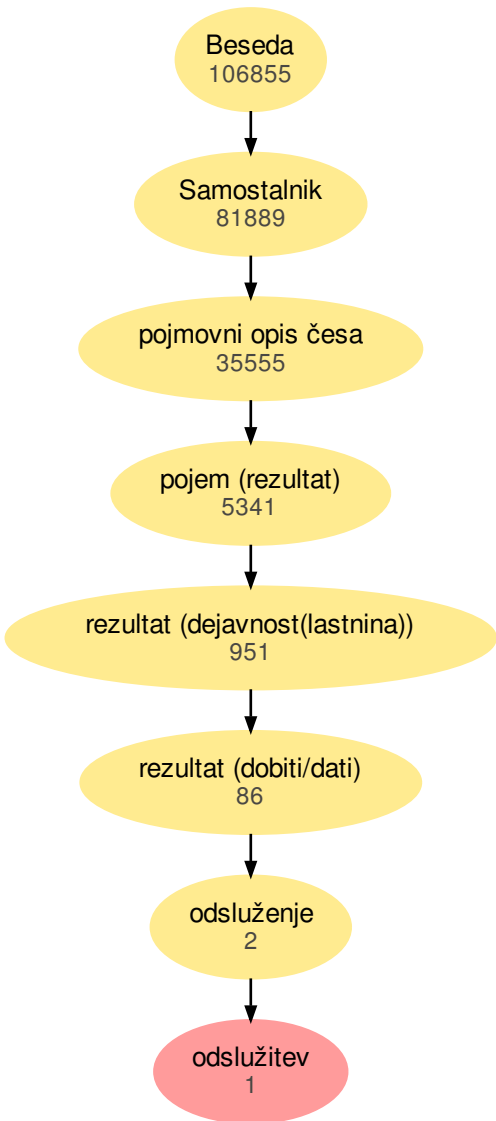 Beseda
106855
Samostalnik
81889
pojmovni opis česa
35555
pojem (rezultat)
5341
rezultat (dejavnost(lastnina))
951
rezultat (dobiti/dati)
86
odsluženje
2
odslužitev
1